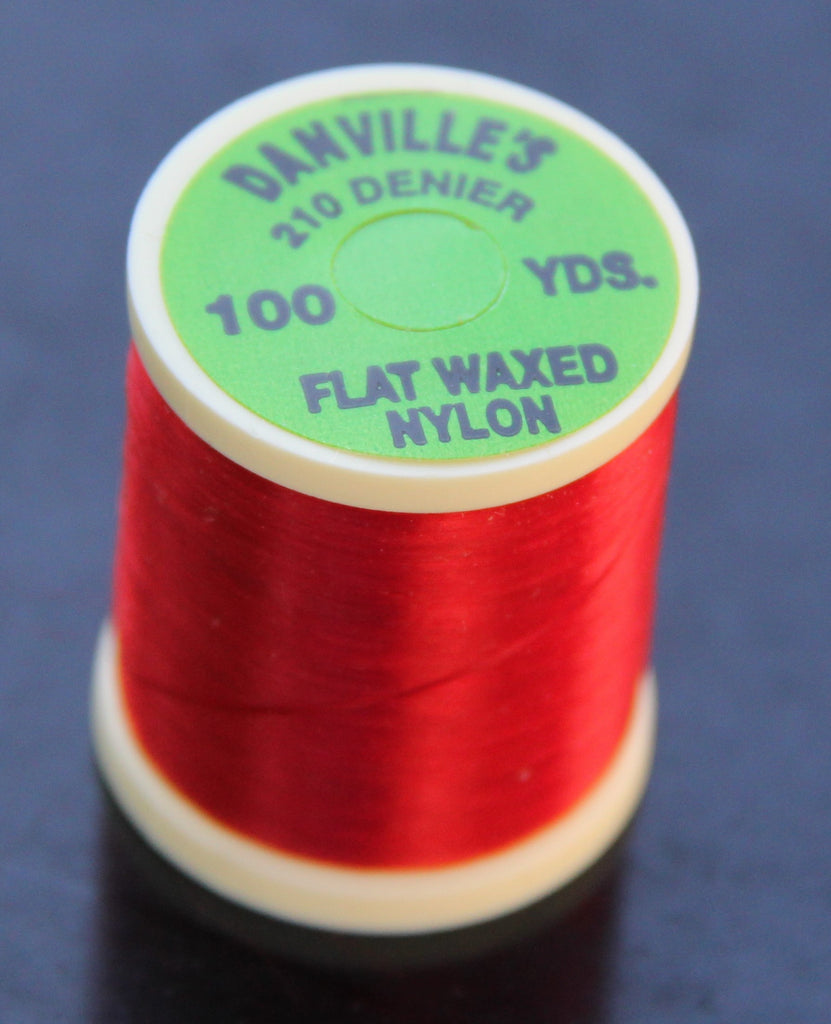 DANVILLE'S
210 DENIER
100 YDS.
FLAT WAXED
NYLON